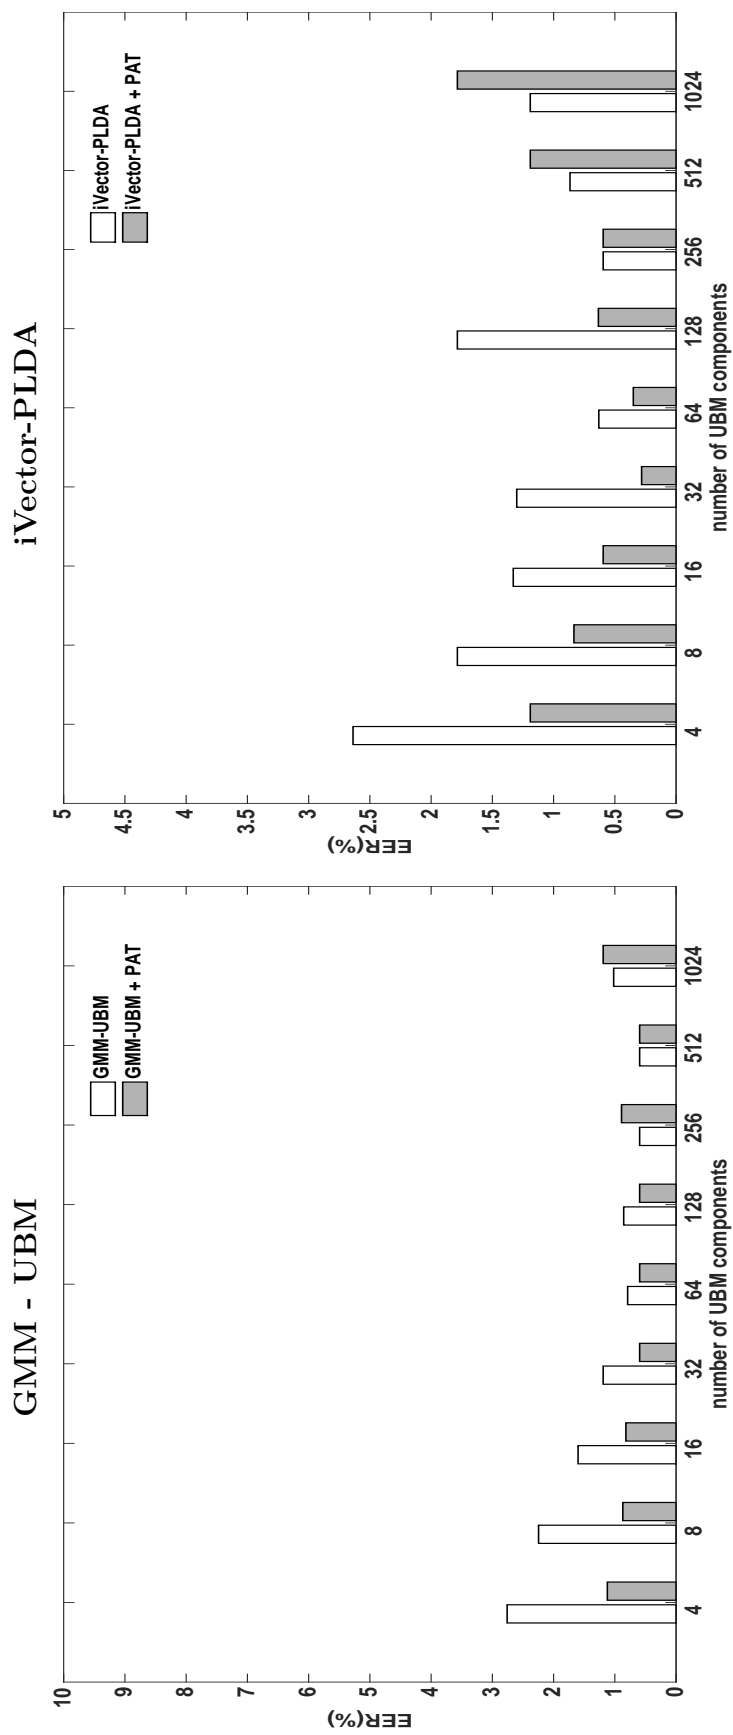 GMM - UBM
GMM-UBM
GMM-UBM + PAT
EER(%)
10
9
8
7
6
5
4
3
2
1
0
4 8 16 32 64 128 256 512 1024
number of UBM components
iVector-PLDA
iVector-PLDA
iVector-PLDA + PAT
EER(%)
5
4.5
4
3.5
3
2.5
2
1.5
1
0.5
0
4 8 16 32 64 128 256 512 1024
number of UBM components